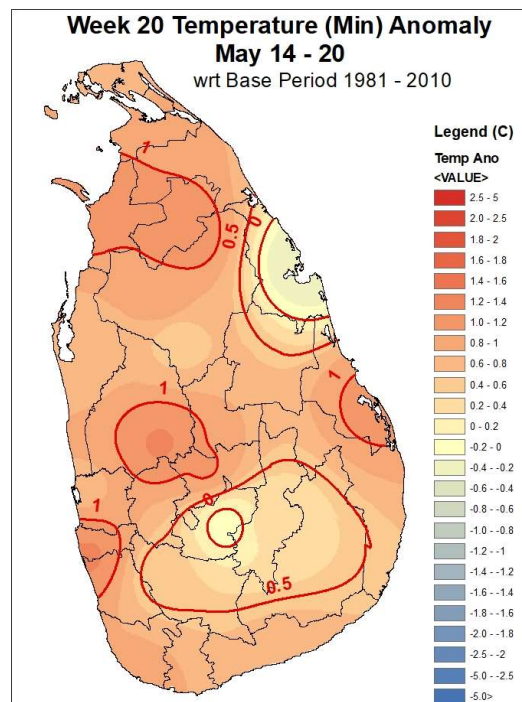 Week 20 Temperature (Min) Anomaly
May 14 - 20
wrt Base Period 1981 - 2010
Legend (C)
Temp Ano
<VALUE>
2.5 - 5
2.0 - 2.5
1.8 - 2
1.6 - 1.8
1.4 - 1.6
1.2 - 1.4
1.0 - 1.2
0.8 - 1
0.6 - 0.8
0.4 - 0.6
0.2 - 0.4
0 - 0.2
-0.2 - 0
-0.4 - -0.2
-0.6 - -0.4
-0.8 - -0.6
-1.0 - -0.8
-1.2 - -1
-1.4 - -1.2
-1.6 - -1.4
-1.8 - -1.6
-2.0 - -1.8
-2.5 - -2
-5.0 - -2.5
-5.0>
1
0
0.5
1
1
0
1
0.5